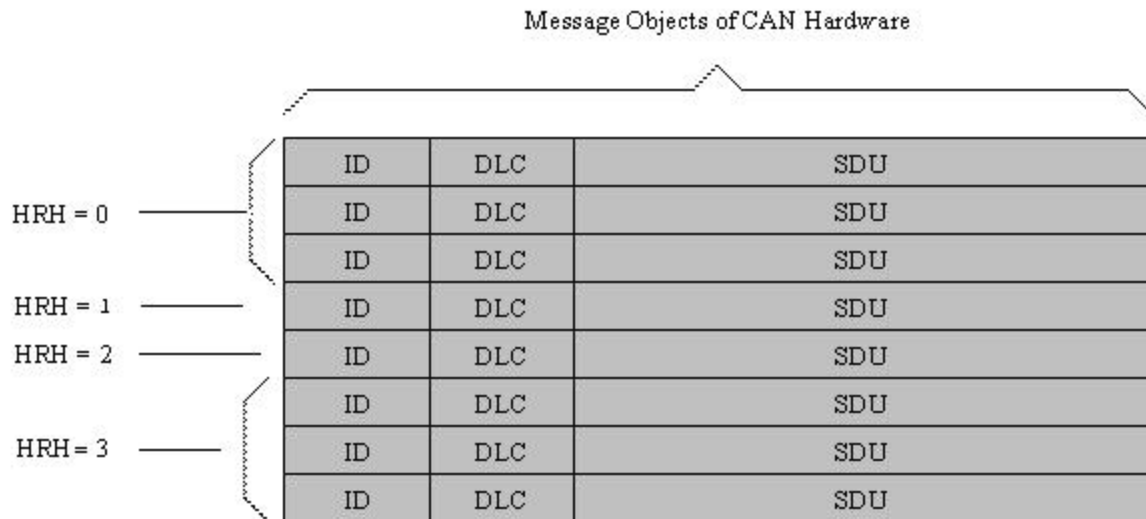 Message Objects of CAN Hardware
ID DLC SDU
HRH = 0 ID DLC SDU
ID DLC SDU
HRH = 1 ID DLC SDU
HRH = 2 ID DLC SDU
ID DLC SDU
HRH = 3 ID DLC SDU
ID DLC SDU